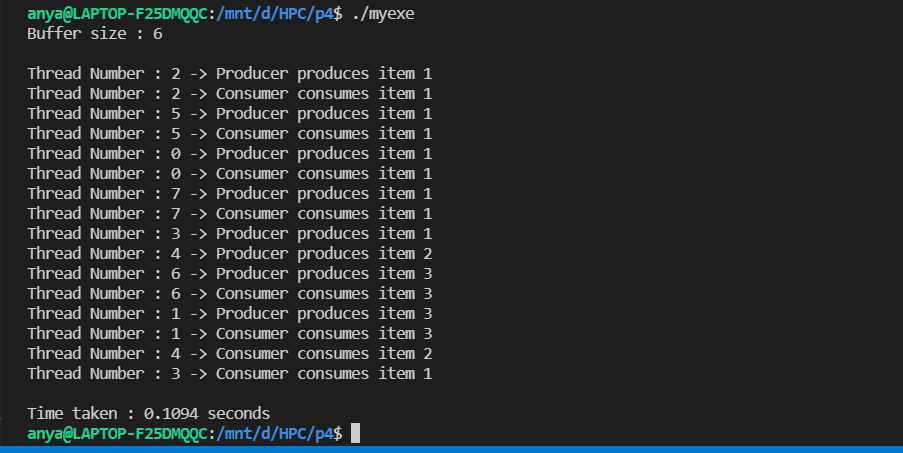 anya@LAPTOP-F25DMQQC:/mnt/d/HPC/p4$ ./myexe
Buffer size : 6
Thread Number : 2 -> Producer produces item 1
Thread Number : 2 -> Consumer consumes item 1
Thread Number : 5 -> Producer produces item 1
Thread Number : 5 -> Consumer consumes item 1
Thread Number : 0 -> Producer produces item 1
Thread Number : 0 -> Consumer consumes item 1
Thread Number : 7 -> Producer produces item 1
Thread Number : 7 -> Consumer consumes item 1
Thread Number : 3 -> Producer produces item 1
Thread Number : 4 -> Producer produces item 2
Thread Number : 6 -> Producer produces item 3
Thread Number : 6 -> Consumer consumes item 3
Thread Number : 1 -> Producer produces item 3
Thread Number : 1 -> Consumer consumes item 3
Thread Number : 4 -> Consumer consumes item 2
Thread Number : 3 -> Consumer consumes item 1
Time taken : 0.1094 seconds
anya@LAPTOP-F25DMQQC:/mnt/d/HPC/p4$